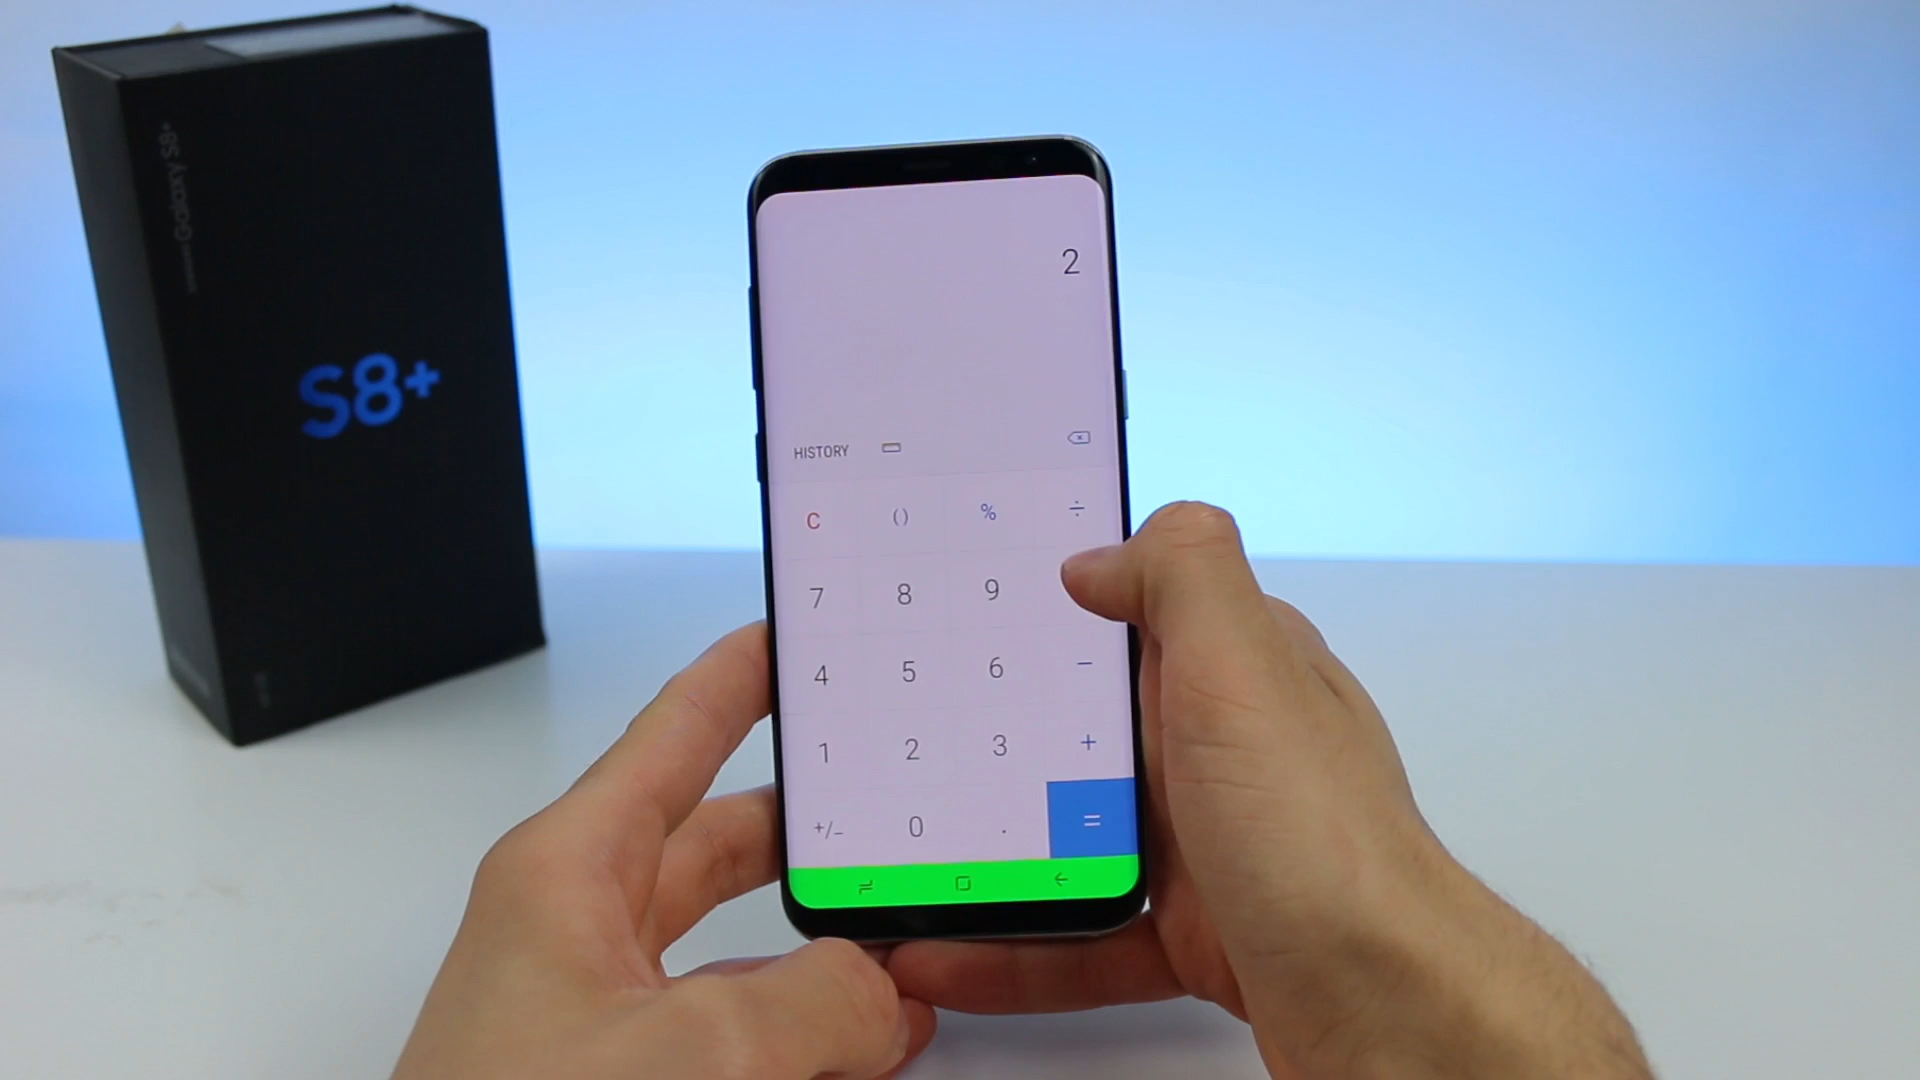 Galaxy S8+
S8+
2
HISTORY
C () % ÷
7 8 9
4 5 6 −
1 2 3 +
+/− 0 . =